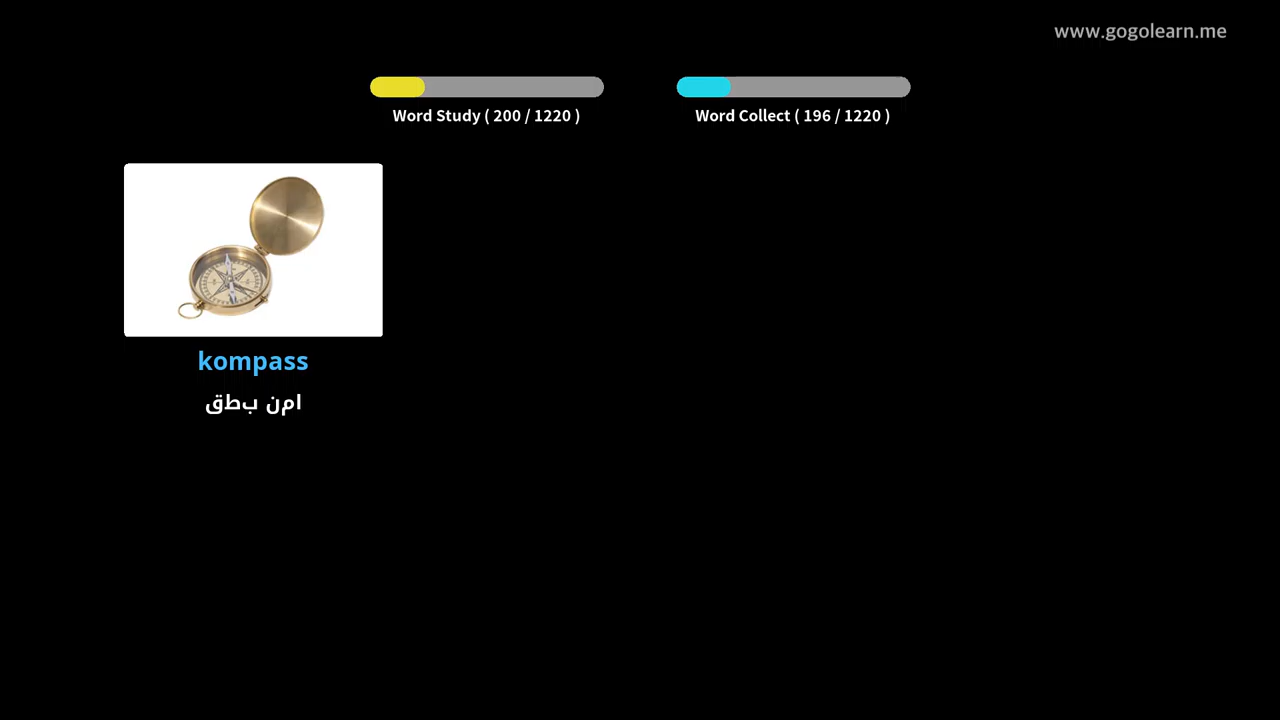 www.gogolearn.me
Word Study ( 200 / 1220 )
Word Collect ( 196 / 1220 )
kompass
امن بطق